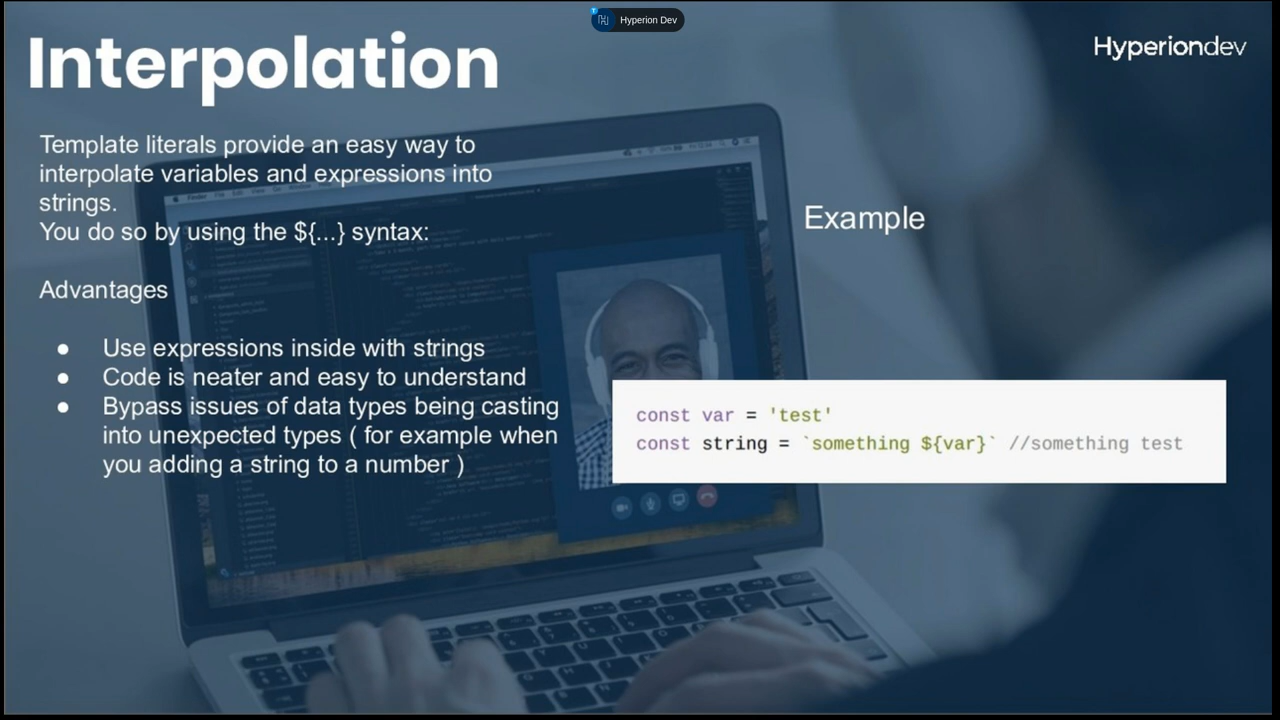 Hyperion Dev
Interpolation
Hyperiondev
Template literals provide an easy way to
interpolate variables and expressions into
strings.
You do so by using the ${...} syntax:
Advantages
● Use expressions inside with strings
● Code is neater and easy to understand
● Bypass issues of data types being casting
into unexpected types ( for example when
you adding a string to a number )
Example
const var = 'test'
const string = `something ${var}` //something test